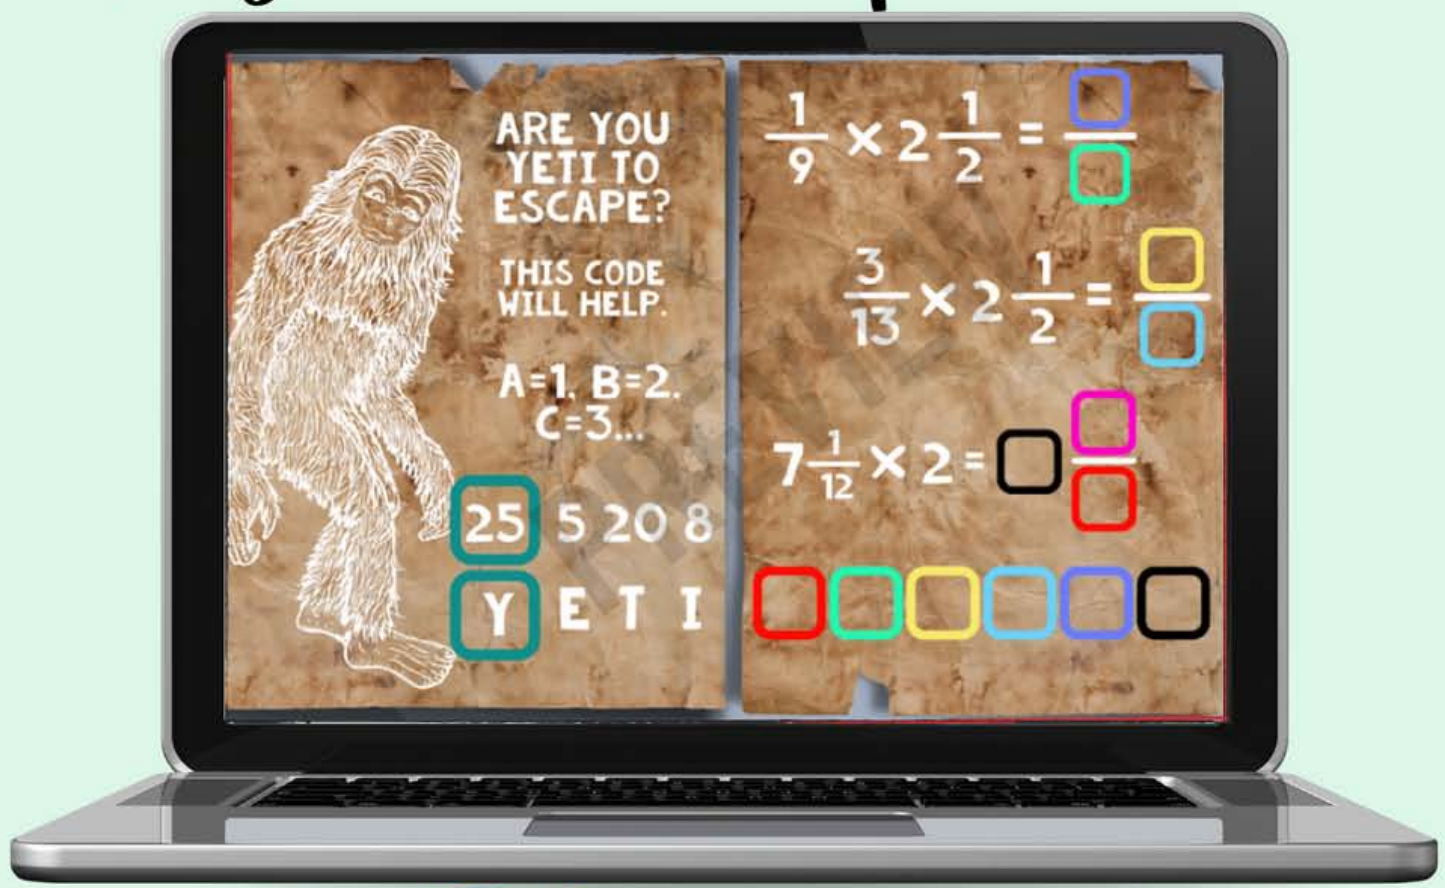 ARE YOU
YETI TO
ESCAPE?
THIS CODE
WILL HELP.
A=1, B=2,
C=3...
25 5 20 8
Y E T I
1/9 × 2 1/2 =
3/13 × 2 1/2 =
7 1/12 × 2 =
PREVIEW